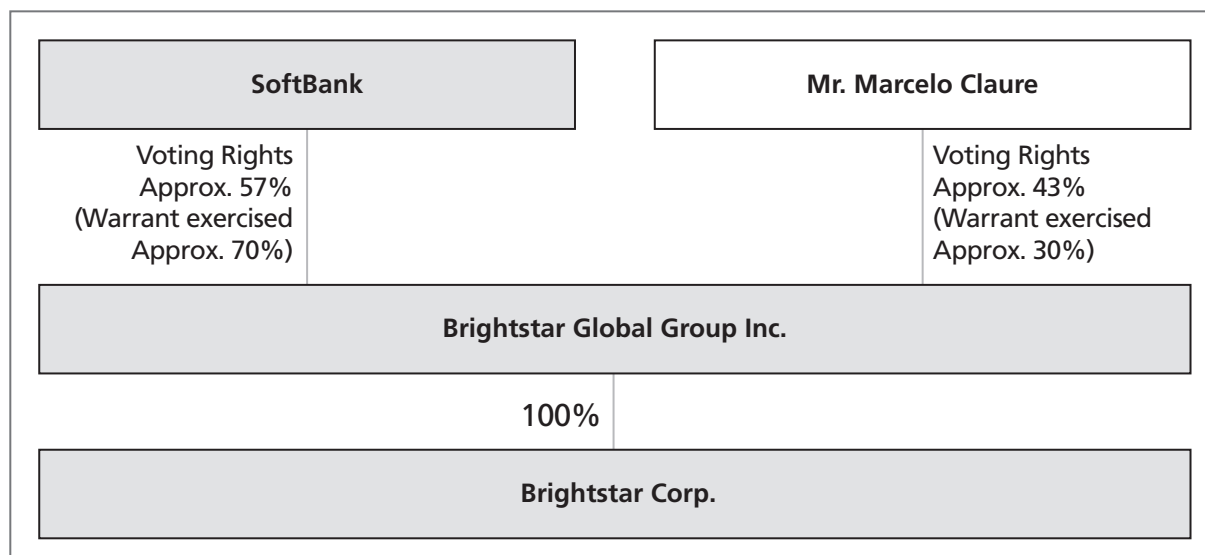 SoftBank
Mr. Marcelo Claure
Voting Rights
Approx. 57%
(Warrant exercised
Approx. 70%)
Voting Rights
Approx. 43%
(Warrant exercised
Approx. 30%)
Brightstar Global Group Inc.
100%
Brightstar Corp.